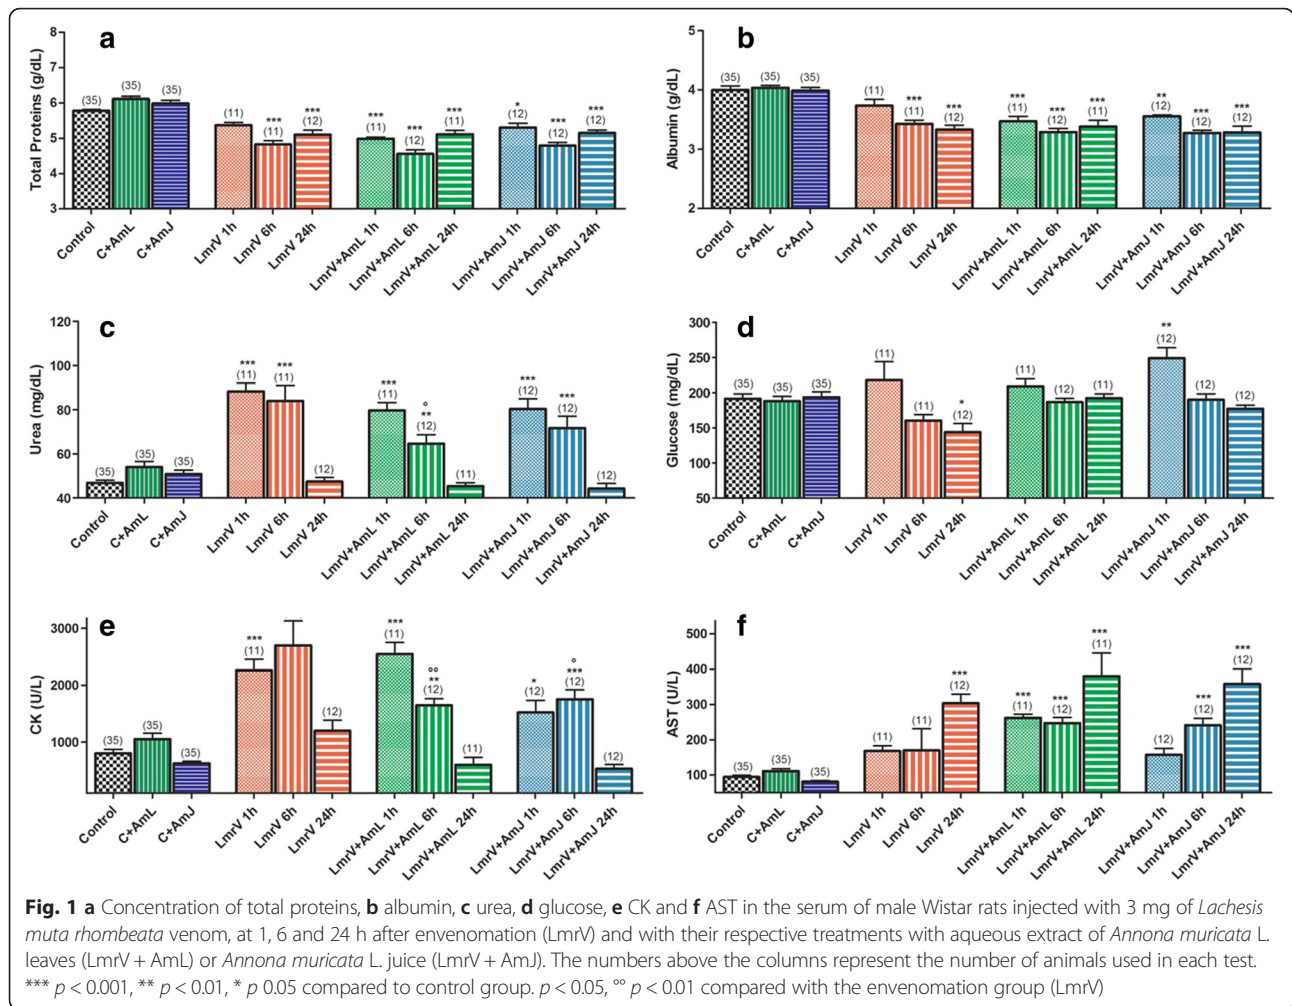 a
Total Proteins (g/dL)
8
7
6
5
4
3
(35)
(35)
(35)
(11)
***
(11)
***
(12)
***
(11)
***
(12)
***
(11)
*
(12)
***
(12)
***
(12)
Control
C+AmL
C+AmJ
LmrV 1h
LmrV 6h
LmrV 24h
LmrV+AmL 1h
LmrV+AmL 6h
LmrV+AmL 24h
LmrV+AmJ 1h
LmrV+AmJ 6h
LmrV+AmJ 24h
b
Albumin (g/dL)
5
4
3
2
(35)
(35)
(35)
(11)
***
(11)
***
(12)
***
(11)
***
(12)
***
(11)
**
(12)
***
(12)
***
(12)
Control
C+AmL
C+AmJ
LmrV 1h
LmrV 6h
LmrV 24h
LmrV+AmL 1h
LmrV+AmL 6h
LmrV+AmL 24h
LmrV+AmJ 1h
LmrV+AmJ 6h
LmrV+AmJ 24h
c
Urea (mg/dL)
120
100
80
60
40
(35)
(35)
(35)
***
(11)
***
(11)
(12)
***
(11)
°
**
(12)
(11)
***
(12)
***
(12)
(12)
Control
C+AmL
C+AmJ
LmrV 1h
LmrV 6h
LmrV 24h
LmrV+AmL 1h
LmrV+AmL 6h
LmrV+AmL 24h
LmrV+AmJ 1h
LmrV+AmJ 6h
LmrV+AmJ 24h
d
Glucose (mg/dL)
300
250
200
150
100
50
(35)
(35)
(35)
(11)
(11)
*
(12)
(11)
(12)
(11)
**
(12)
(12)
(12)
Control
C+AmL
C+AmJ
LmrV 1h
LmrV 6h
LmrV 24h
LmrV+AmL 1h
LmrV+AmL 6h
LmrV+AmL 24h
LmrV+AmJ 1h
LmrV+AmJ 6h
LmrV+AmJ 24h
e
CK (U/L)
3000
2000
1000
(35)
(35)
(35)
***
(11)
(12)
***
(11)
°°
**
(12)
(11)
*
(12)
°
***
(12)
(12)
Control
C+AmL
C+AmJ
LmrV 1h
LmrV 6h
LmrV 24h
LmrV+AmL 1h
LmrV+AmL 6h
LmrV+AmL 24h
LmrV+AmJ 1h
LmrV+AmJ 6h
LmrV+AmJ 24h
f
AST (U/L)
500
400
300
200
100
(35)
(35)
(35)
(11)
(11)
***
(12)
***
(11)
***
(12)
***
(11)
(12)
***
(12)
***
(12)
Control
C+AmL
C+AmJ
LmrV 1h
LmrV 6h
LmrV 24h
LmrV+AmL 1h
LmrV+AmL 6h
LmrV+AmL 24h
LmrV+AmJ 1h
LmrV+AmJ 6h
LmrV+AmJ 24h
Fig. 1 a Concentration of total proteins, b albumin, c urea, d glucose, e CK and f AST in the serum of male Wistar rats injected with 3 mg of Lachesis
muta rhombeata venom, at 1, 6 and 24 h after envenomation (LmrV) and with their respective treatments with aqueous extract of Annona muricata L.
leaves (LmrV + AmL) or Annona muricata L. juice (LmrV + AmJ). The numbers above the columns represent the number of animals used in each test.
*** p < 0.001, ** p < 0.01, * p 0.05 compared to control group. p < 0.05, °° p < 0.01 compared with the envenomation group (LmrV)